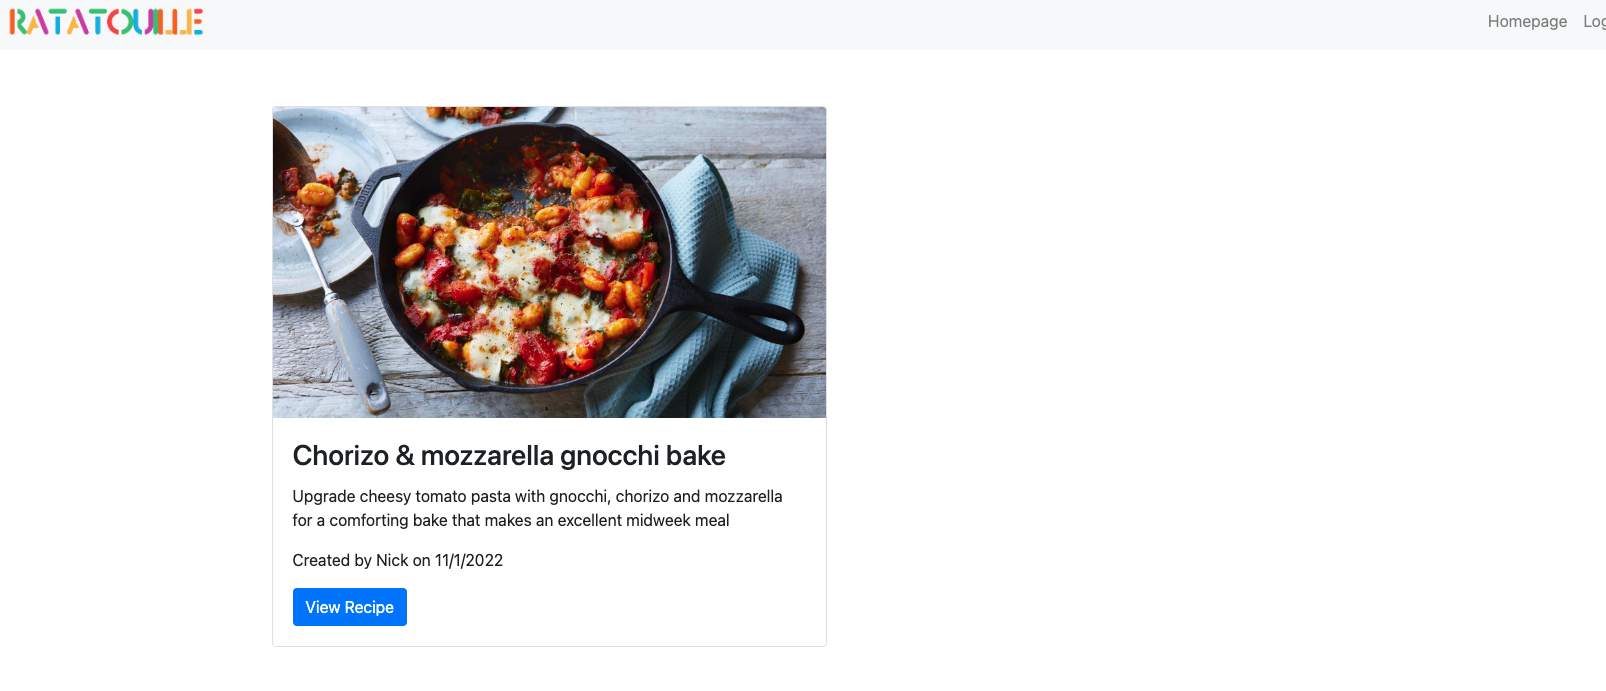 RATATOUILLE
Homepage Log
Chorizo & mozzarella gnocchi bake
Upgrade cheesy tomato pasta with gnocchi, chorizo and mozzarella
for a comforting bake that makes an excellent midweek meal
Created by Nick on 11/1/2022
View Recipe